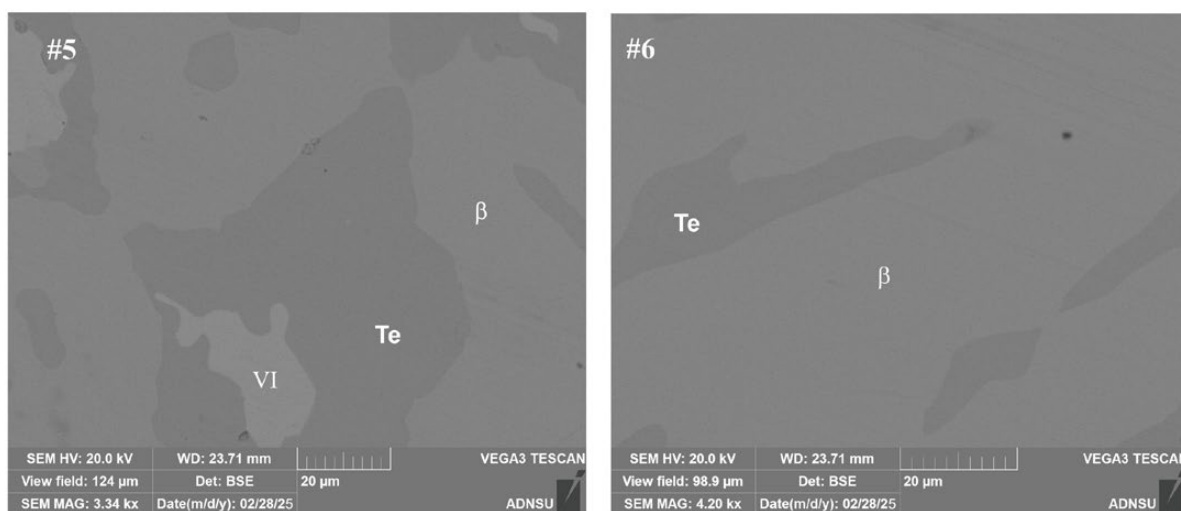 #5
β
Te
VI
SEM HV: 20.0 kV WD: 23.71 mm VEGA3 TESCAN
View field: 124 µm Det: BSE 20 µm
SEM MAG: 3.34 kx Date(m/d/y): 02/28/25 ADNSU
#6
Te
β
SEM HV: 20.0 kV WD: 23.71 mm VEGA3 TESCA
View field: 98.9 µm Det: BSE 20 µm
SEM MAG: 4.20 kx Date(m/d/y): 02/28/25 ADNSU